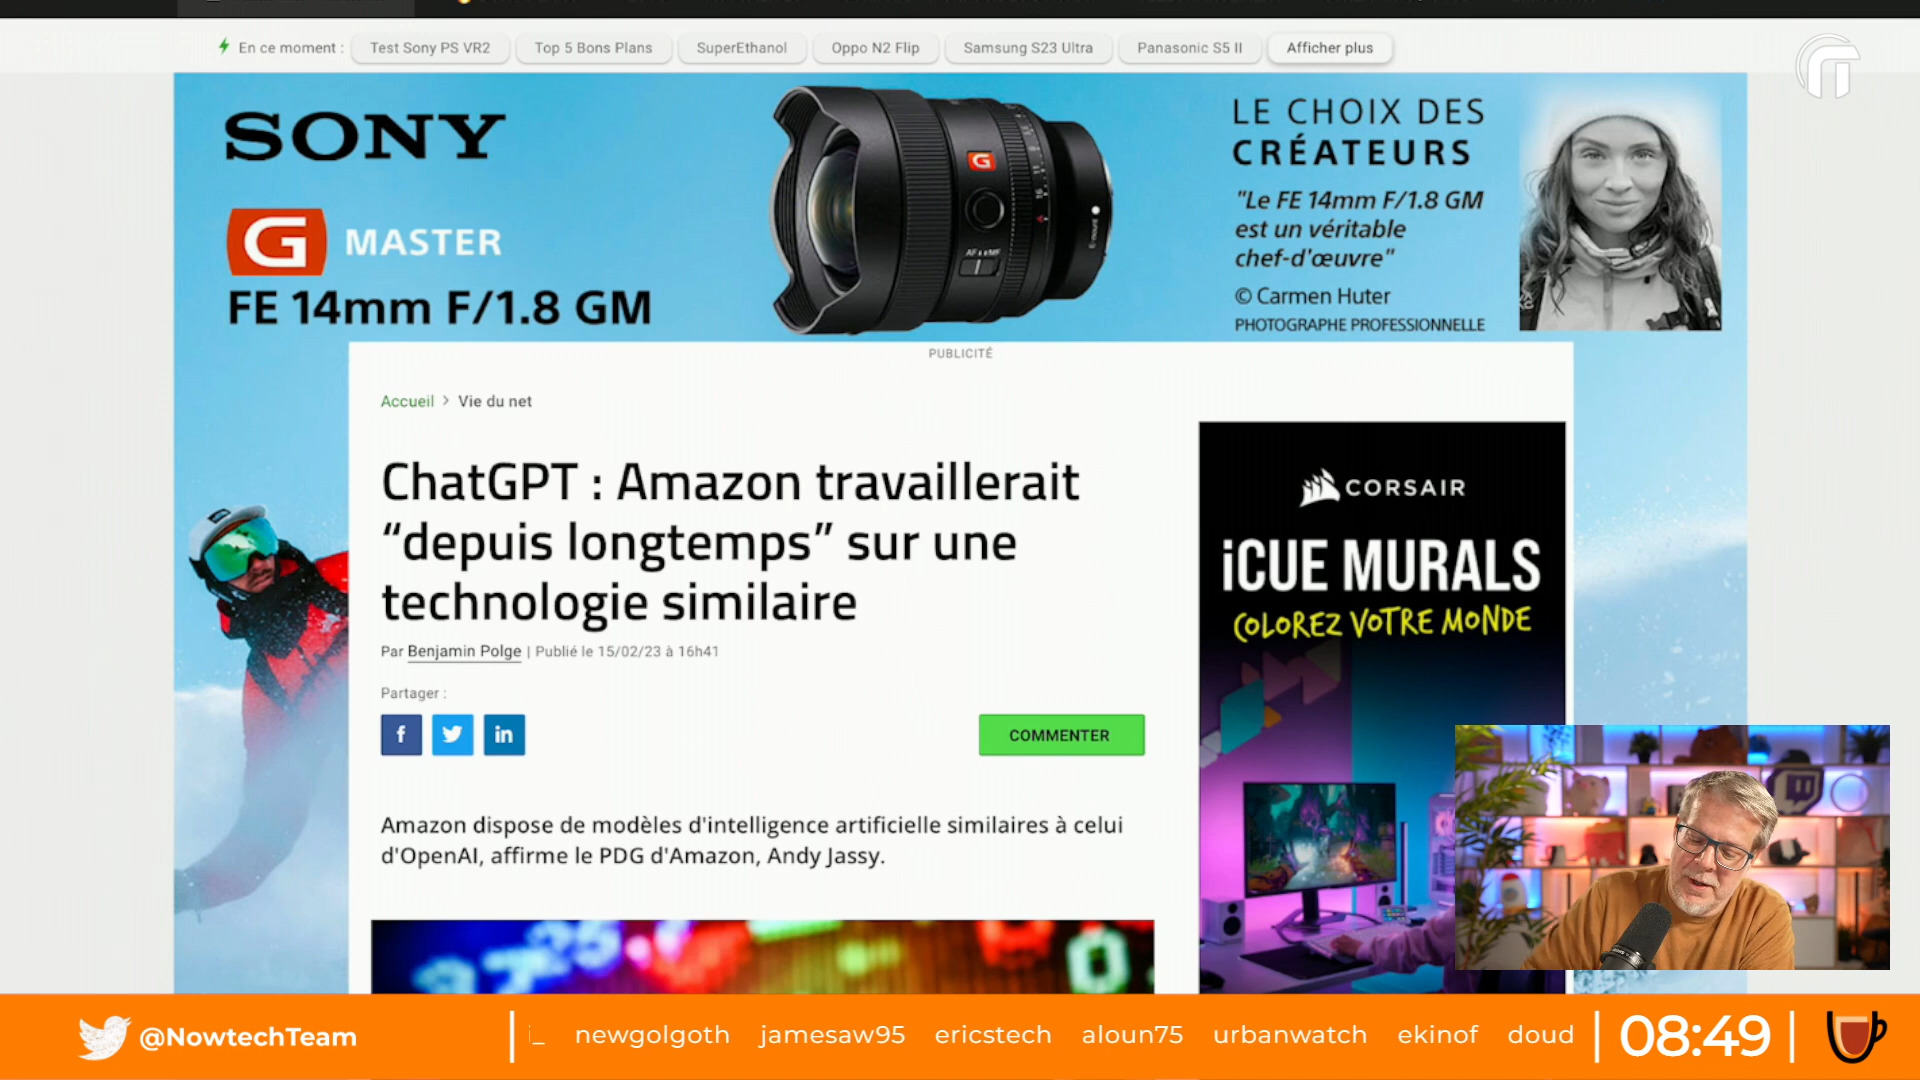 En ce moment : Test Sony PS VR2 Top 5 Bons Plans SuperEthanol Oppo N2 Flip Samsung S23 Ultra Panasonic S5 II Afficher plus
SONY
G MASTER
FE 14mm F/1.8 GM
G
AF MF
LE CHOIX DES
CRÉATEURS
"Le FE 14mm F/1.8 GM
est un véritable
chef-d'œuvre"
© Carmen Huter
PHOTOGRAPHE PROFESSIONNELLE
PUBLICITÉ
Accueil > Vie du net
ChatGPT : Amazon travaillerait
“depuis longtemps” sur une
technologie similaire
Par Benjamin Polge | Publié le 15/02/23 à 16h41
Partager :
f in
COMMENTER
Amazon dispose de modèles d'intelligence artificielle similaires à celui
d'OpenAI, affirme le PDG d'Amazon, Andy Jassy.
CORSAIR
iCUE MURALS
COLOREZ VOTRE MONDE
@NowtechTeam
newgolgoth jamesaw95 ericstech aloun75 urbanwatch ekinof doud
08:49